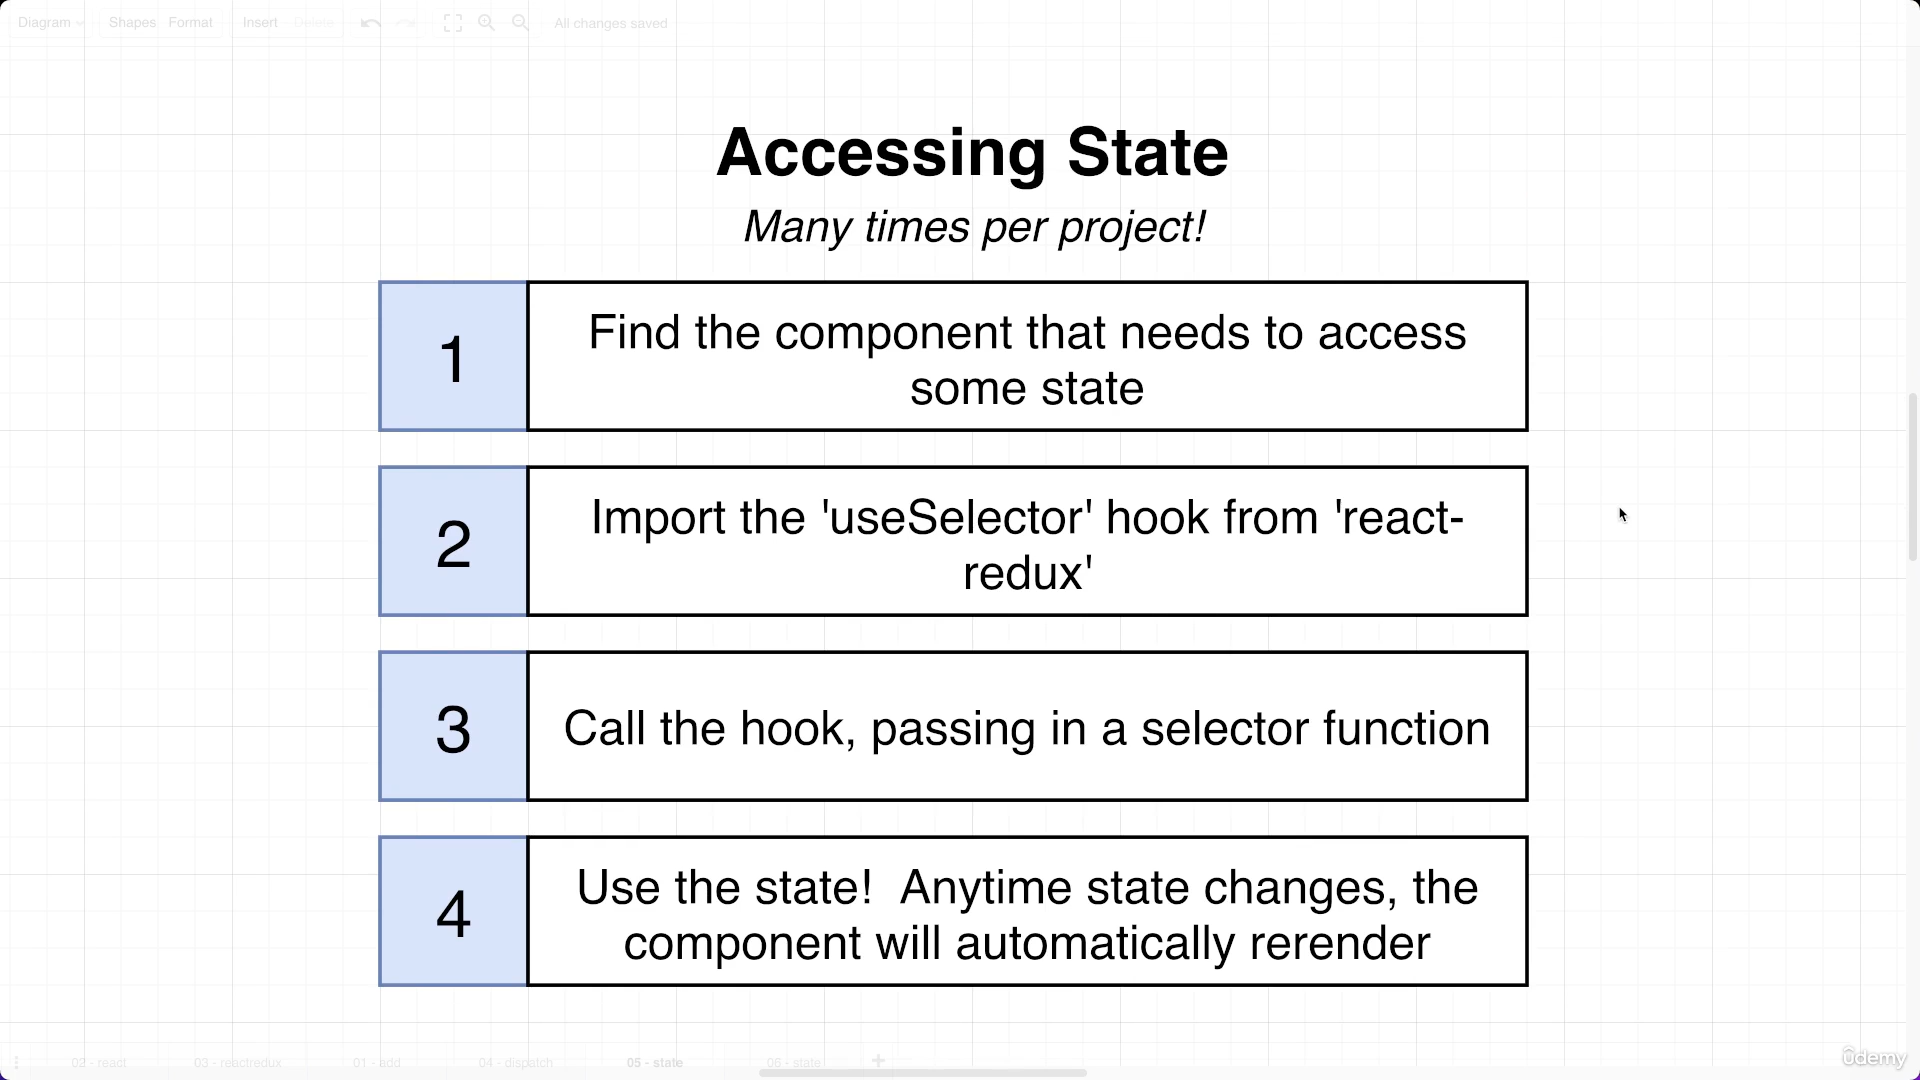 Diagram Shapes Format Insert Delete All changes saved
Accessing State
Many times per project!
1
Find the component that needs to access
some state
2
Import the 'useSelector' hook from 'react-
redux'
3
Call the hook, passing in a selector function
4
Use the state!  Anytime state changes, the
component will automatically rerender
02 - react 03 - reactredux 01 - add 04 - dispatch 05 - state 06 - state
ûdemy